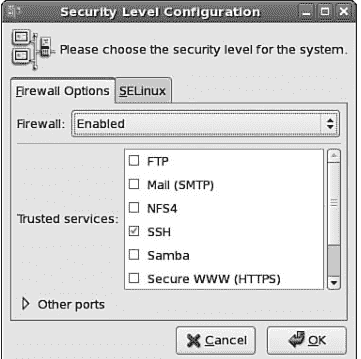 Security Level Configuration
Please choose the security level for the system.
Firewall Options SELinux
Firewall: Enabled
Trusted services:
FTP
Mail (SMTP)
NFS4
SSH
Samba
Secure WWW (HTTPS)
Other ports
Cancel OK